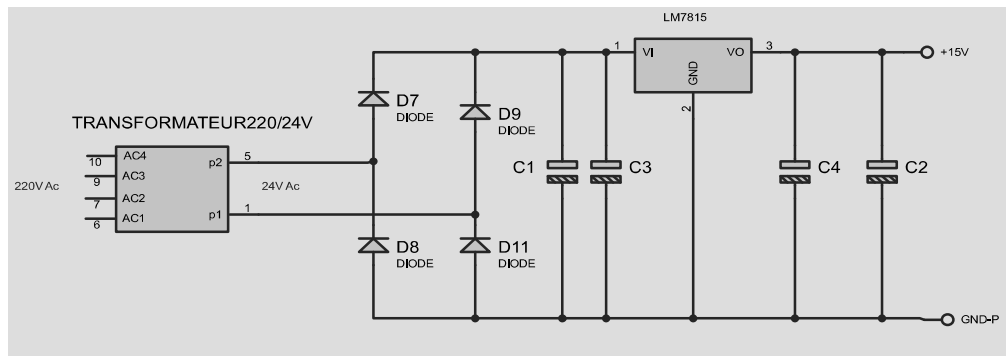 LM7815
1
VI
VO
3
+15V
GND
2
D7
DIODE
D9
DIODE
TRANSFORMATEUR220/24V
10
AC4
p2
5
9
AC3
220V Ac
24V Ac
7
AC2
6
AC1
p1
1
C1
C3
C4
C2
D8
DIODE
D11
DIODE
GND-P